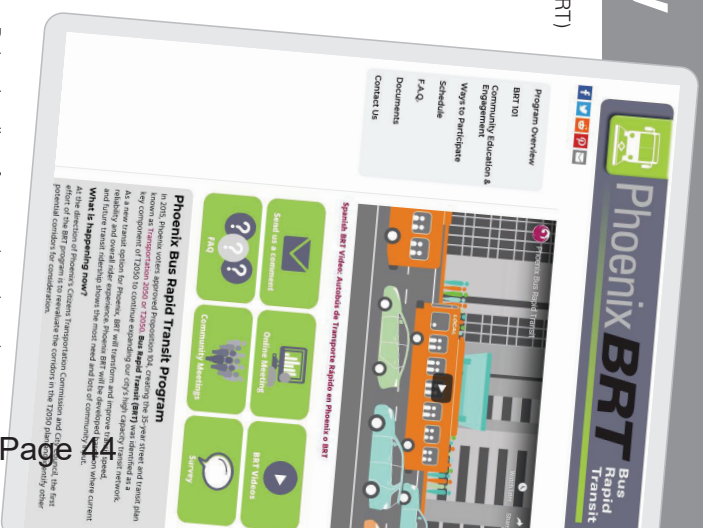 RT)
Phoenix BRT
Bus
Rapid
Transit
Program Overview
BRT 101
Community Education &
Engagement
Ways to Participate
Schedule
F.A.Q.
Documents
Contact Us
Phoenix Bus Rapid Transit
LOCAL
Watch later
Share
Spanish BRT Video: Autobús de Transporte Rápido en Phoenix o BRT
Send us a comment
Online Meeting
BRT Videos
FAQ
Community Meetings
Survey
Phoenix Bus Rapid Transit Program
In 2015, Phoenix voters approved Proposition 104, creating the 35-year street and transit plan
known as Transportation 2050 or T2050. Bus Rapid Transit (BRT) was identified as a
key component of T2050 to continue expanding our city's high capacity transit network.
As a new transit option for Phoenix, BRT will transform and improve speed,
reliability and overall rider experience. Phoenix BRT will be developed on where current
and future transit ridership shows the most need and lots of community
What is happening now?
At the direction of Phoenix's Citizens Transportation Commission and City Council, the first
effort of the BRT program is to reevaluate the corridors in the T2050 plan identify other
potential corridors for consideration.
Page 44